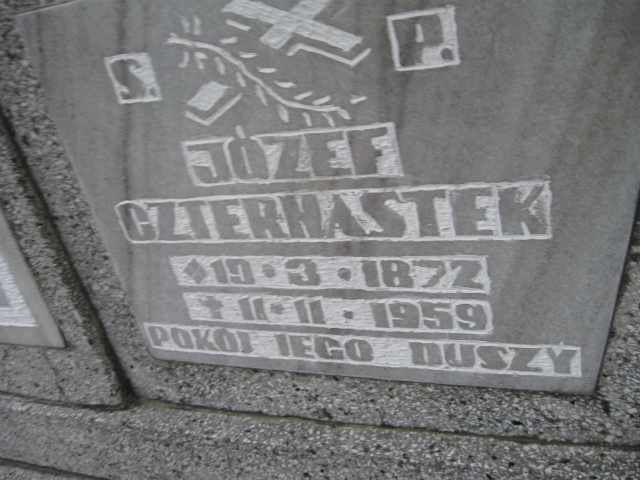 S. P.
JÓZEF
CZTERNASTEK
19·3·1872
✝ 11·11·1959
POKÓJ JEGO DUSZY